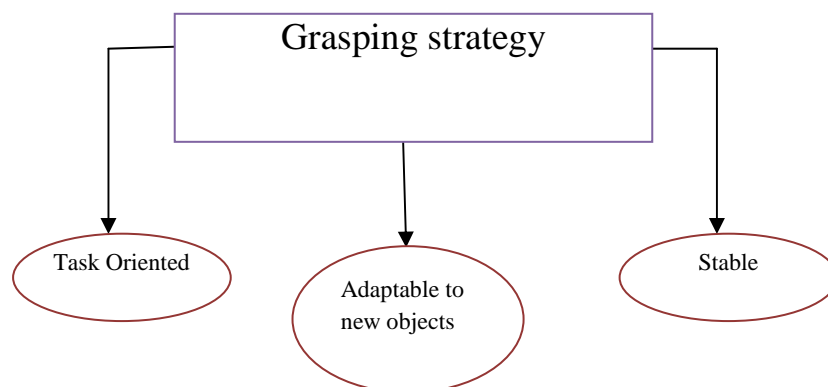 Grasping strategy
Task Oriented
Adaptable to
new objects
Stable